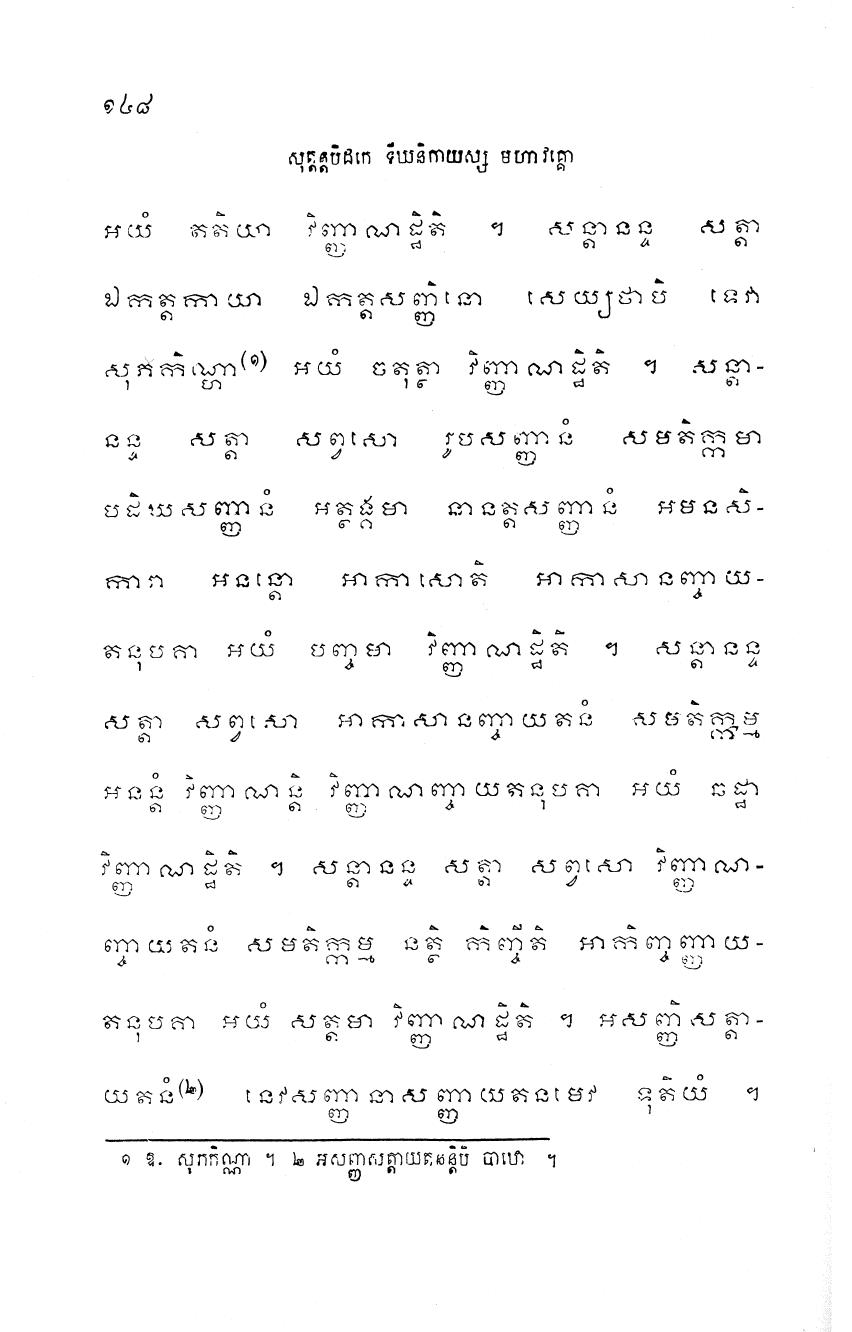 ១៤៨
សុត្តន្តបិដកេ ទីឃនិកាយស្ស មហាវគ្គោ
អយំ តតិយា វិញ្ញាណដ្ឋិតិ ។ សន្តានន្ទ សត្តា
ឯកត្តកាយា ឯកត្តសញ្ញិនោ សេយ្យថាបិ ទេវា
សុភកិណ្ហា(១) អយំ ចតុត្ថា វិញ្ញាណដ្ឋិតិ ។ សន្តា-
នន្ទ សត្តា សព្វសោ រូបសញ្ញានំ សមតិក្កមា
បដិឃសញ្ញានំ អត្ថង្គមា នានត្តសញ្ញានំ អមនសិ-
ការា អនន្តោ អាកាសោតិ អាកាសានញ្ចាយ-
តនុបគា អយំ បញ្ចមា វិញ្ញាណដ្ឋិតិ ។ សន្តានន្ទ
សត្តា សព្វសោ អាកាសានញ្ចាយតនំ សមតិក្កម្ម
អនន្តំ វិញ្ញាណន្តិ វិញ្ញាណញ្ចាយតនុបគា អយំ ឆដ្ឋា
វិញ្ញាណដ្ឋិតិ ។ សន្តានន្ទ សត្តា សព្វសោ វិញ្ញាណ-
ញ្ចាយតនំ សមតិក្កម្ម នត្ថិ កិញ្ចីតិ អាកិញ្ចញ្ញាយ-
តនុបគា អយំ សត្តមា វិញ្ញាណដ្ឋិតិ ។ អសញ្ញិសត្តា-
យតនំ(២) នេវសញ្ញានាសញ្ញាយតនមេវ ទុតិយំ ។
១ ឱ. សុភកិណ្ណា ។ ២ អសញ្ញសត្តាយតនន្តិបិ បាឋោ ។